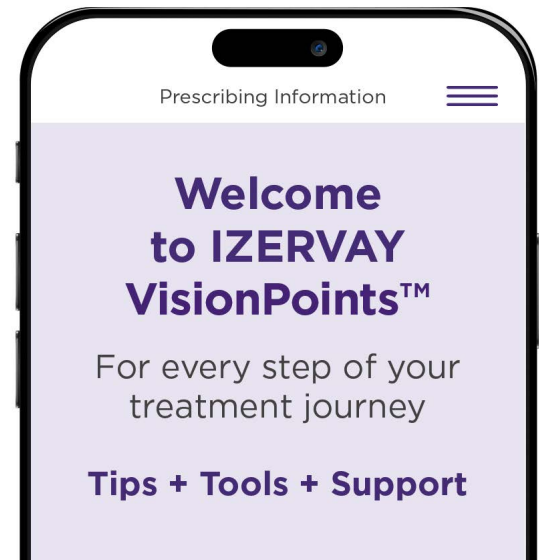 Prescribing Information
Welcome
to IZERVAY
VisionPoints™
For every step of your
treatment journey
Tips + Tools + Support